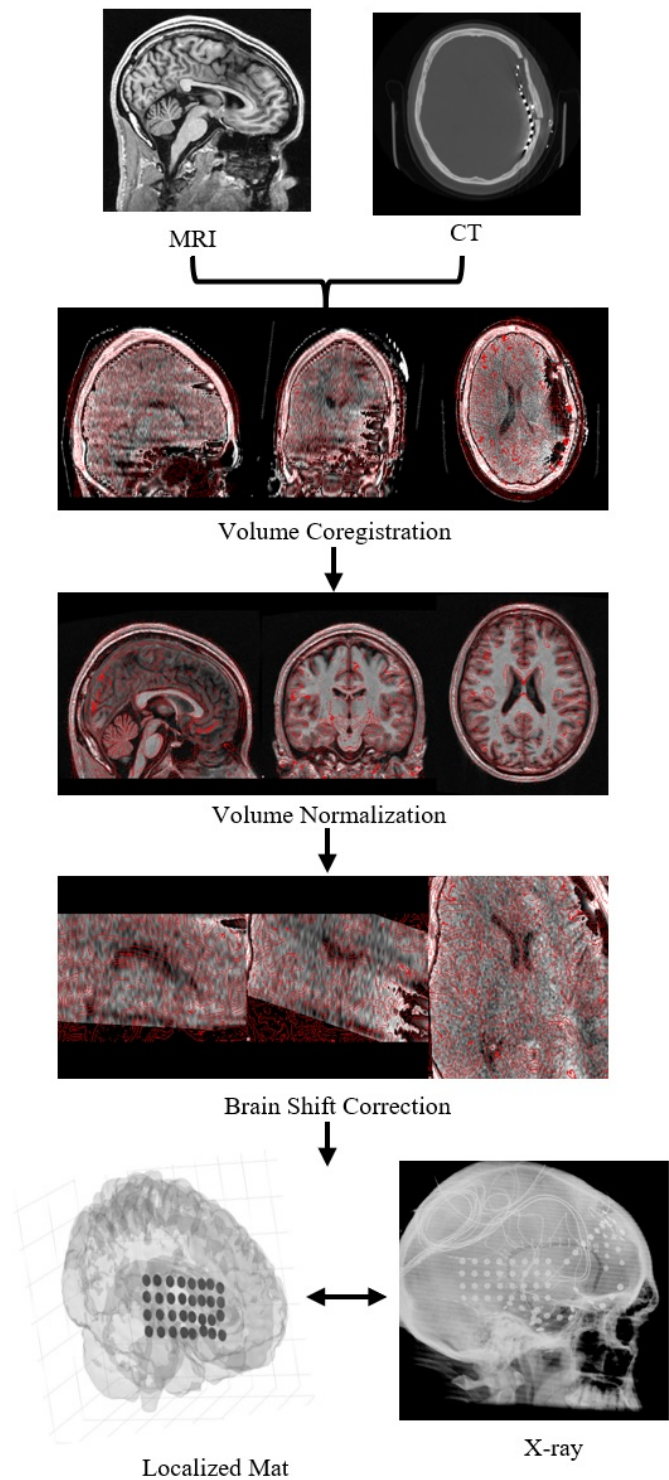 MRI
CT
Volume Coregistration
Volume Normalization
Brain Shift Correction
Localized Mat
X-ray